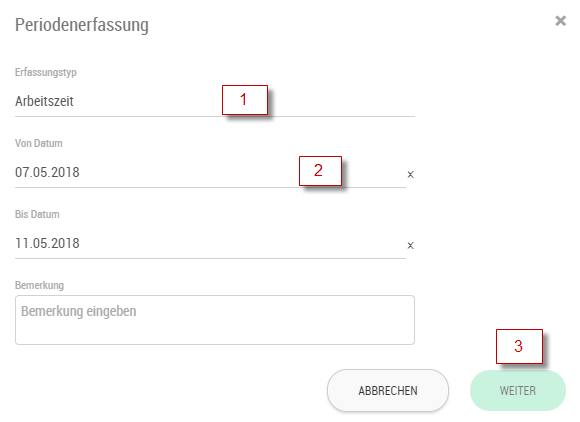 Periodenerfassung
×
Erfassungstyp
Arbeitszeit
1
Von Datum
07.05.2018
2
×
Bis Datum
11.05.2018
×
Bemerkung
Bemerkung eingeben
3
ABBRECHEN
WEITER